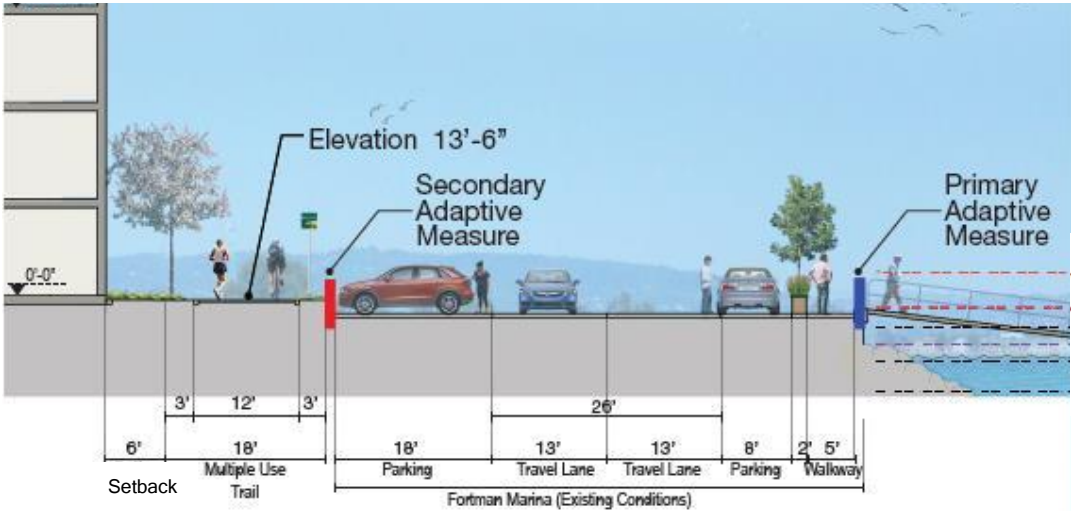 Elevation 13'-6"
Secondary
Adaptive
Measure
Primary
Adaptive
Measure
0'-0"
3' 12' 3' 26'
6' 18' 18' 13' 13' 8' 2' 5'
Multiple Use Parking Travel Lane Travel Lane Parking Walkway
Setback Trail
Fortman Marina (Existing Conditions)